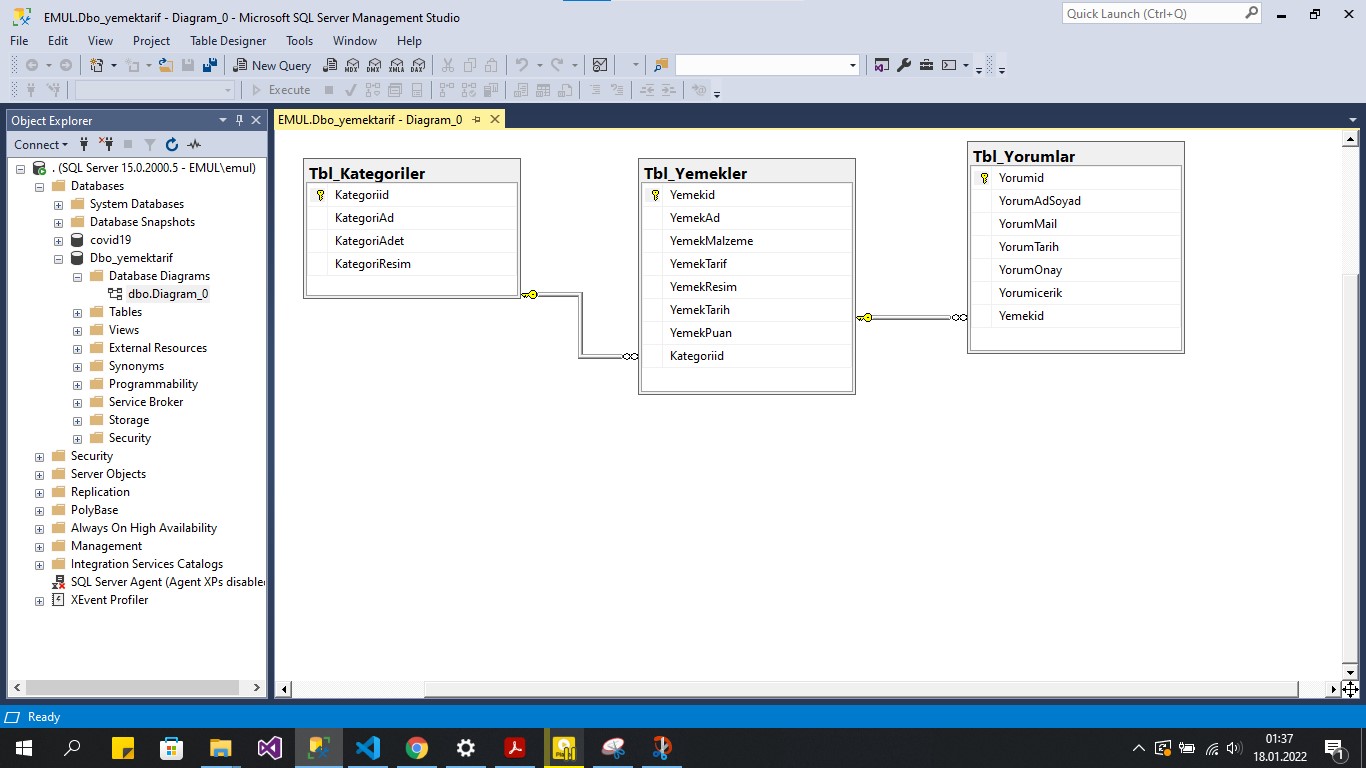 EMUL.Dbo_yemektarif - Diagram_0 - Microsoft SQL Server Management Studio
Quick Launch (Ctrl+Q)
File Edit View Project Table Designer Tools Window Help
New Query
MDX DMX XMLA DAX
Execute
Object Explorer
Connect
. (SQL Server 15.0.2000.5 - EMUL\emul)
Databases
System Databases
Database Snapshots
covid19
Dbo_yemektarif
Database Diagrams
dbo.Diagram_0
Tables
Views
External Resources
Synonyms
Programmability
Service Broker
Storage
Security
Security
Server Objects
Replication
PolyBase
Always On High Availability
Management
Integration Services Catalogs
SQL Server Agent (Agent XPs disable
XEvent Profiler
EMUL.Dbo_yemektarif - Diagram_0
Tbl_Kategoriler
Kategoriid
KategoriAd
KategoriAdet
KategoriResim
Tbl_Yemekler
Yemekid
YemekAd
YemekMalzeme
YemekTarif
YemekResim
YemekTarih
YemekPuan
Kategoriid
Tbl_Yorumlar
Yorumid
YorumAdSoyad
YorumMail
YorumTarih
YorumOnay
Yorumicerik
Yemekid
Ready
01:37
18.01.2022
1